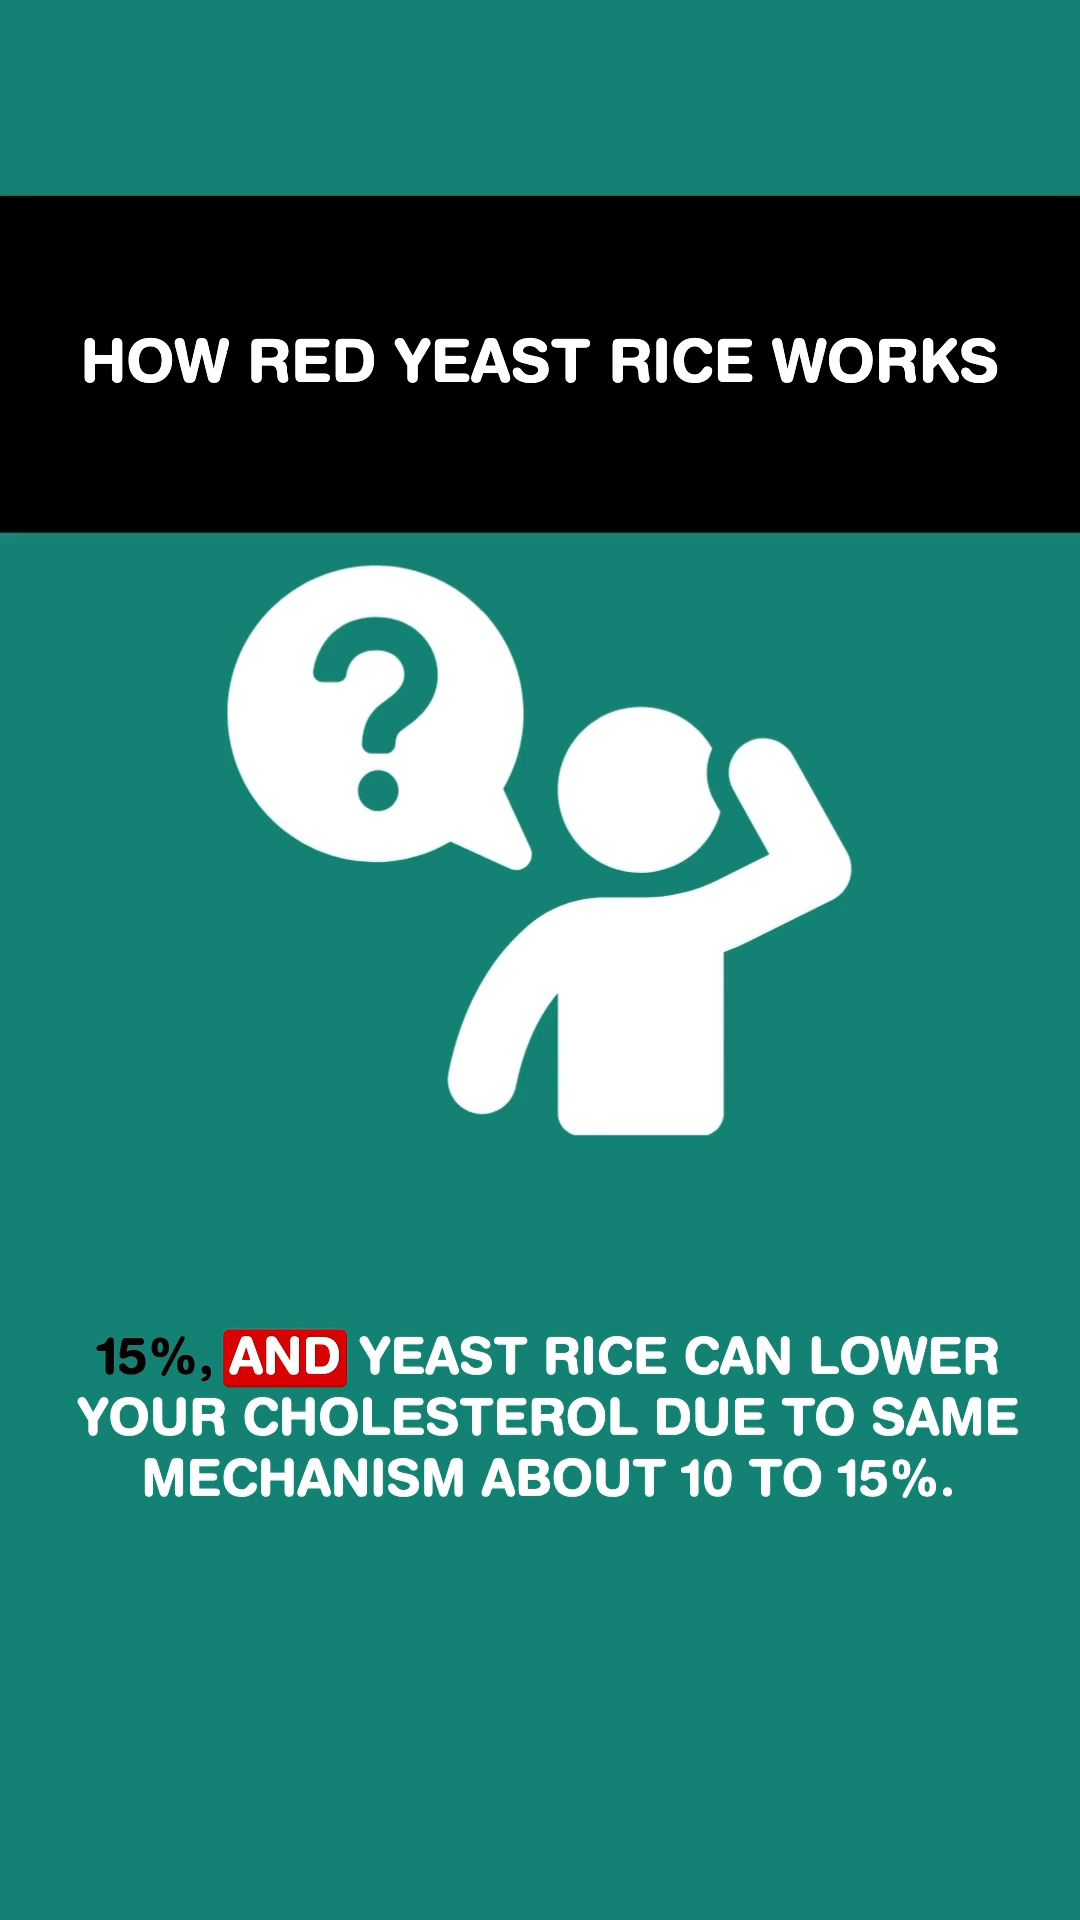 HOW RED YEAST RICE WORKS
?
15%, AND YEAST RICE CAN LOWER
YOUR CHOLESTEROL DUE TO SAME
MECHANISM ABOUT 10 TO 15%.